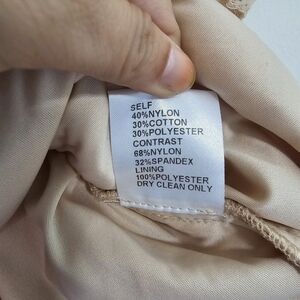 SELF
40%NYLON
30%COTTON
30%POLYESTER
CONTRAST
68%NYLON
32%SPANDEX
LINING
100%POLYESTER
DRY CLEAN ONLY